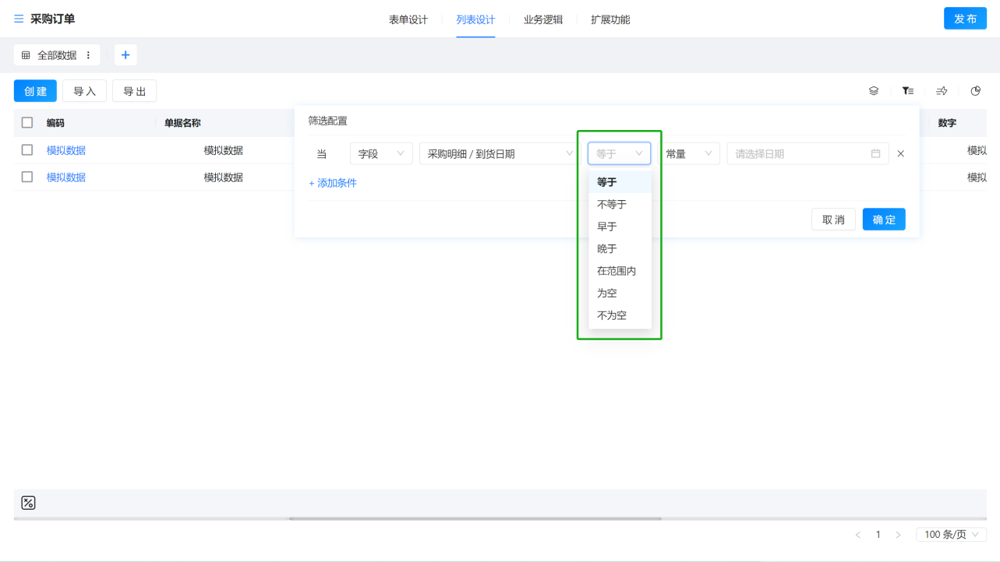 采购订单
表单设计 列表设计 业务逻辑 扩展功能
发 布
全部数据
创 建 导 入 导 出
编码 单据名称 数字
筛选配置
模拟数据 模拟数据 模拟
当 字段 采购明细 / 到货日期 等于 常量 请选择日期
模拟数据 模拟数据 模拟
+ 添加条件
等于
不等于
取 消 确 定
早于
晚于
在范围内
为空
不为空
1 100 条/页